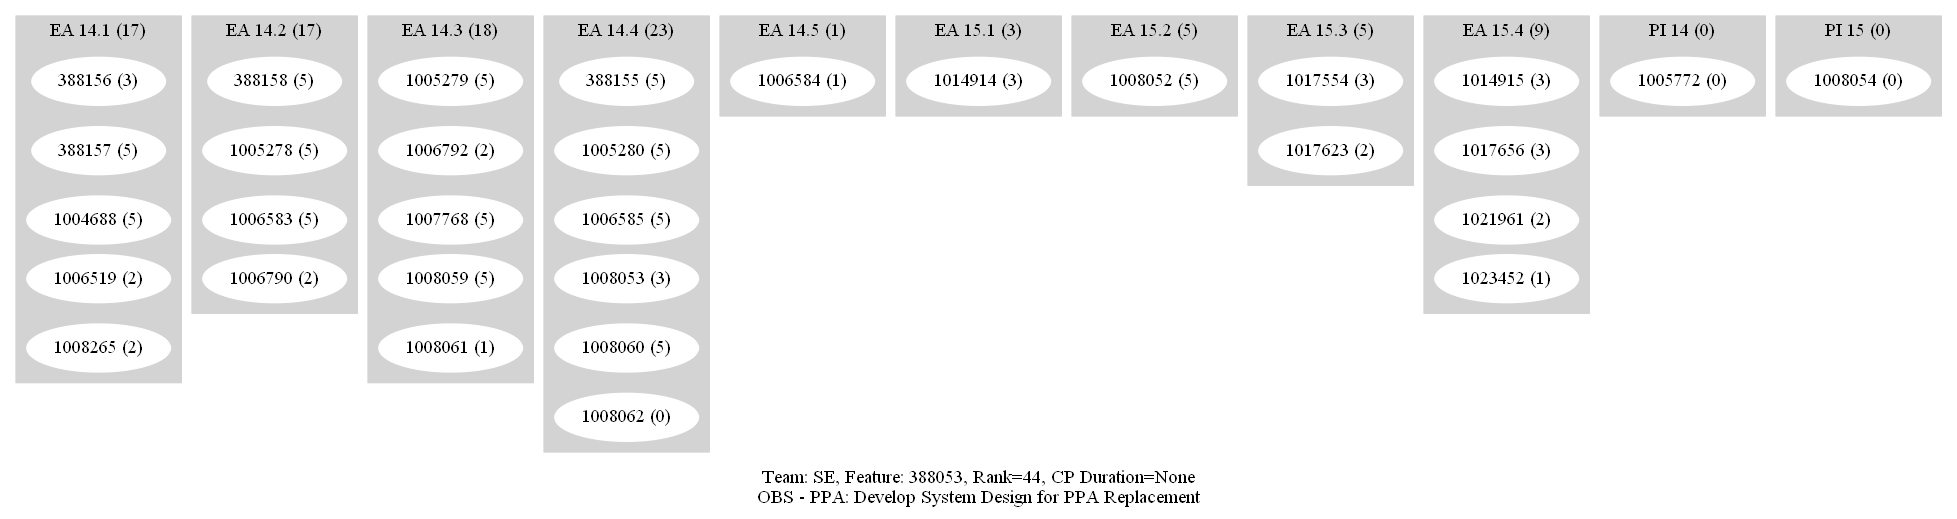 EA 14.1 (17)
388156 (3)
388157 (5)
1004688 (5)
1006519 (2)
1008265 (2)
EA 14.2 (17)
388158 (5)
1005278 (5)
1006583 (5)
1006790 (2)
EA 14.3 (18)
1005279 (5)
1006792 (2)
1007768 (5)
1008059 (5)
1008061 (1)
EA 14.4 (23)
388155 (5)
1005280 (5)
1006585 (5)
1008053 (3)
1008060 (5)
1008062 (0)
EA 14.5 (1)
1006584 (1)
EA 15.1 (3)
1014914 (3)
EA 15.2 (5)
1008052 (5)
EA 15.3 (5)
1017554 (3)
1017623 (2)
EA 15.4 (9)
1014915 (3)
1017656 (3)
1021961 (2)
1023452 (1)
PI 14 (0)
1005772 (0)
PI 15 (0)
1008054 (0)
Team: SE, Feature: 388053, Rank=44, CP Duration=None
OBS - PPA: Develop System Design for PPA Replacement